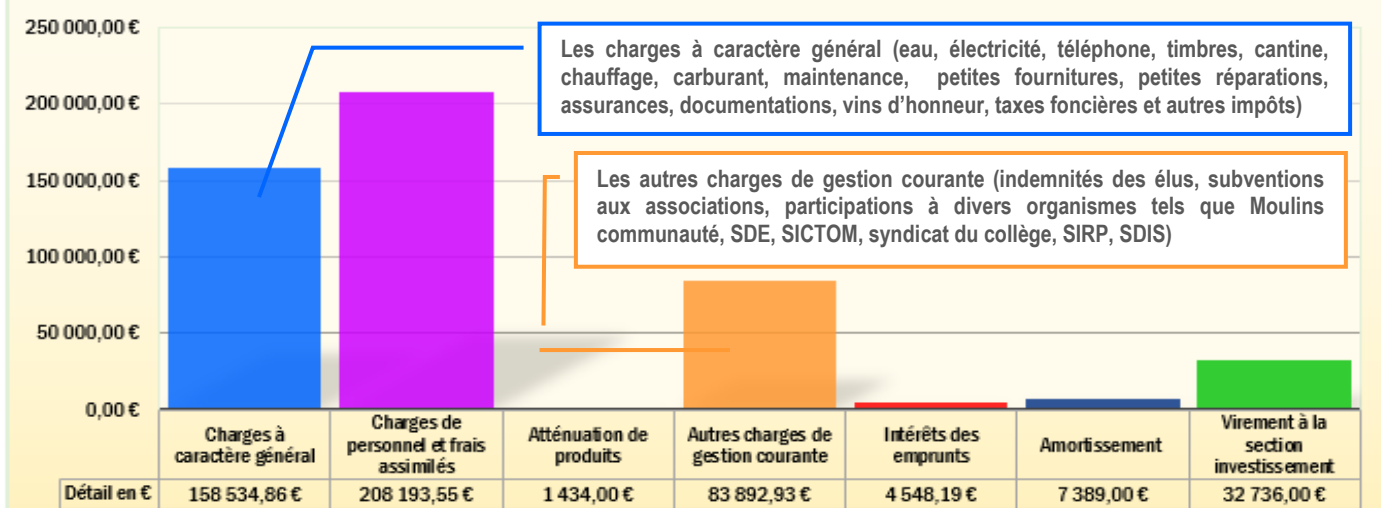 250 000,00 €
200 000,00 €
150 000,00 €
100 000,00 €
50 000,00 €
0,00 €
Les charges à caractère général (eau, électricité, téléphone, timbres, cantine,
chauffage, carburant, maintenance, petites fournitures, petites réparations,
assurances, documentations, vins d’honneur, taxes foncières et autres impôts)
Les autres charges de gestion courante (indemnités des élus, subventions
aux associations, participations à divers organismes tels que Moulins
communauté, SDE, SICTOM, syndicat du collège, SIRP, SDIS)
Charges à
caractère général
Charges de
personnel et frais
assimilés
Atténuation de
produits
Autres charges de
gestion courante
Intérêts des
emprunts
Amortissement
Virement à la
section
investissement
Détail en € 158 534,86 € 208 193,55 € 1 434,00 € 83 892,93 € 4 548,19 € 7 389,00 € 32 736,00 €